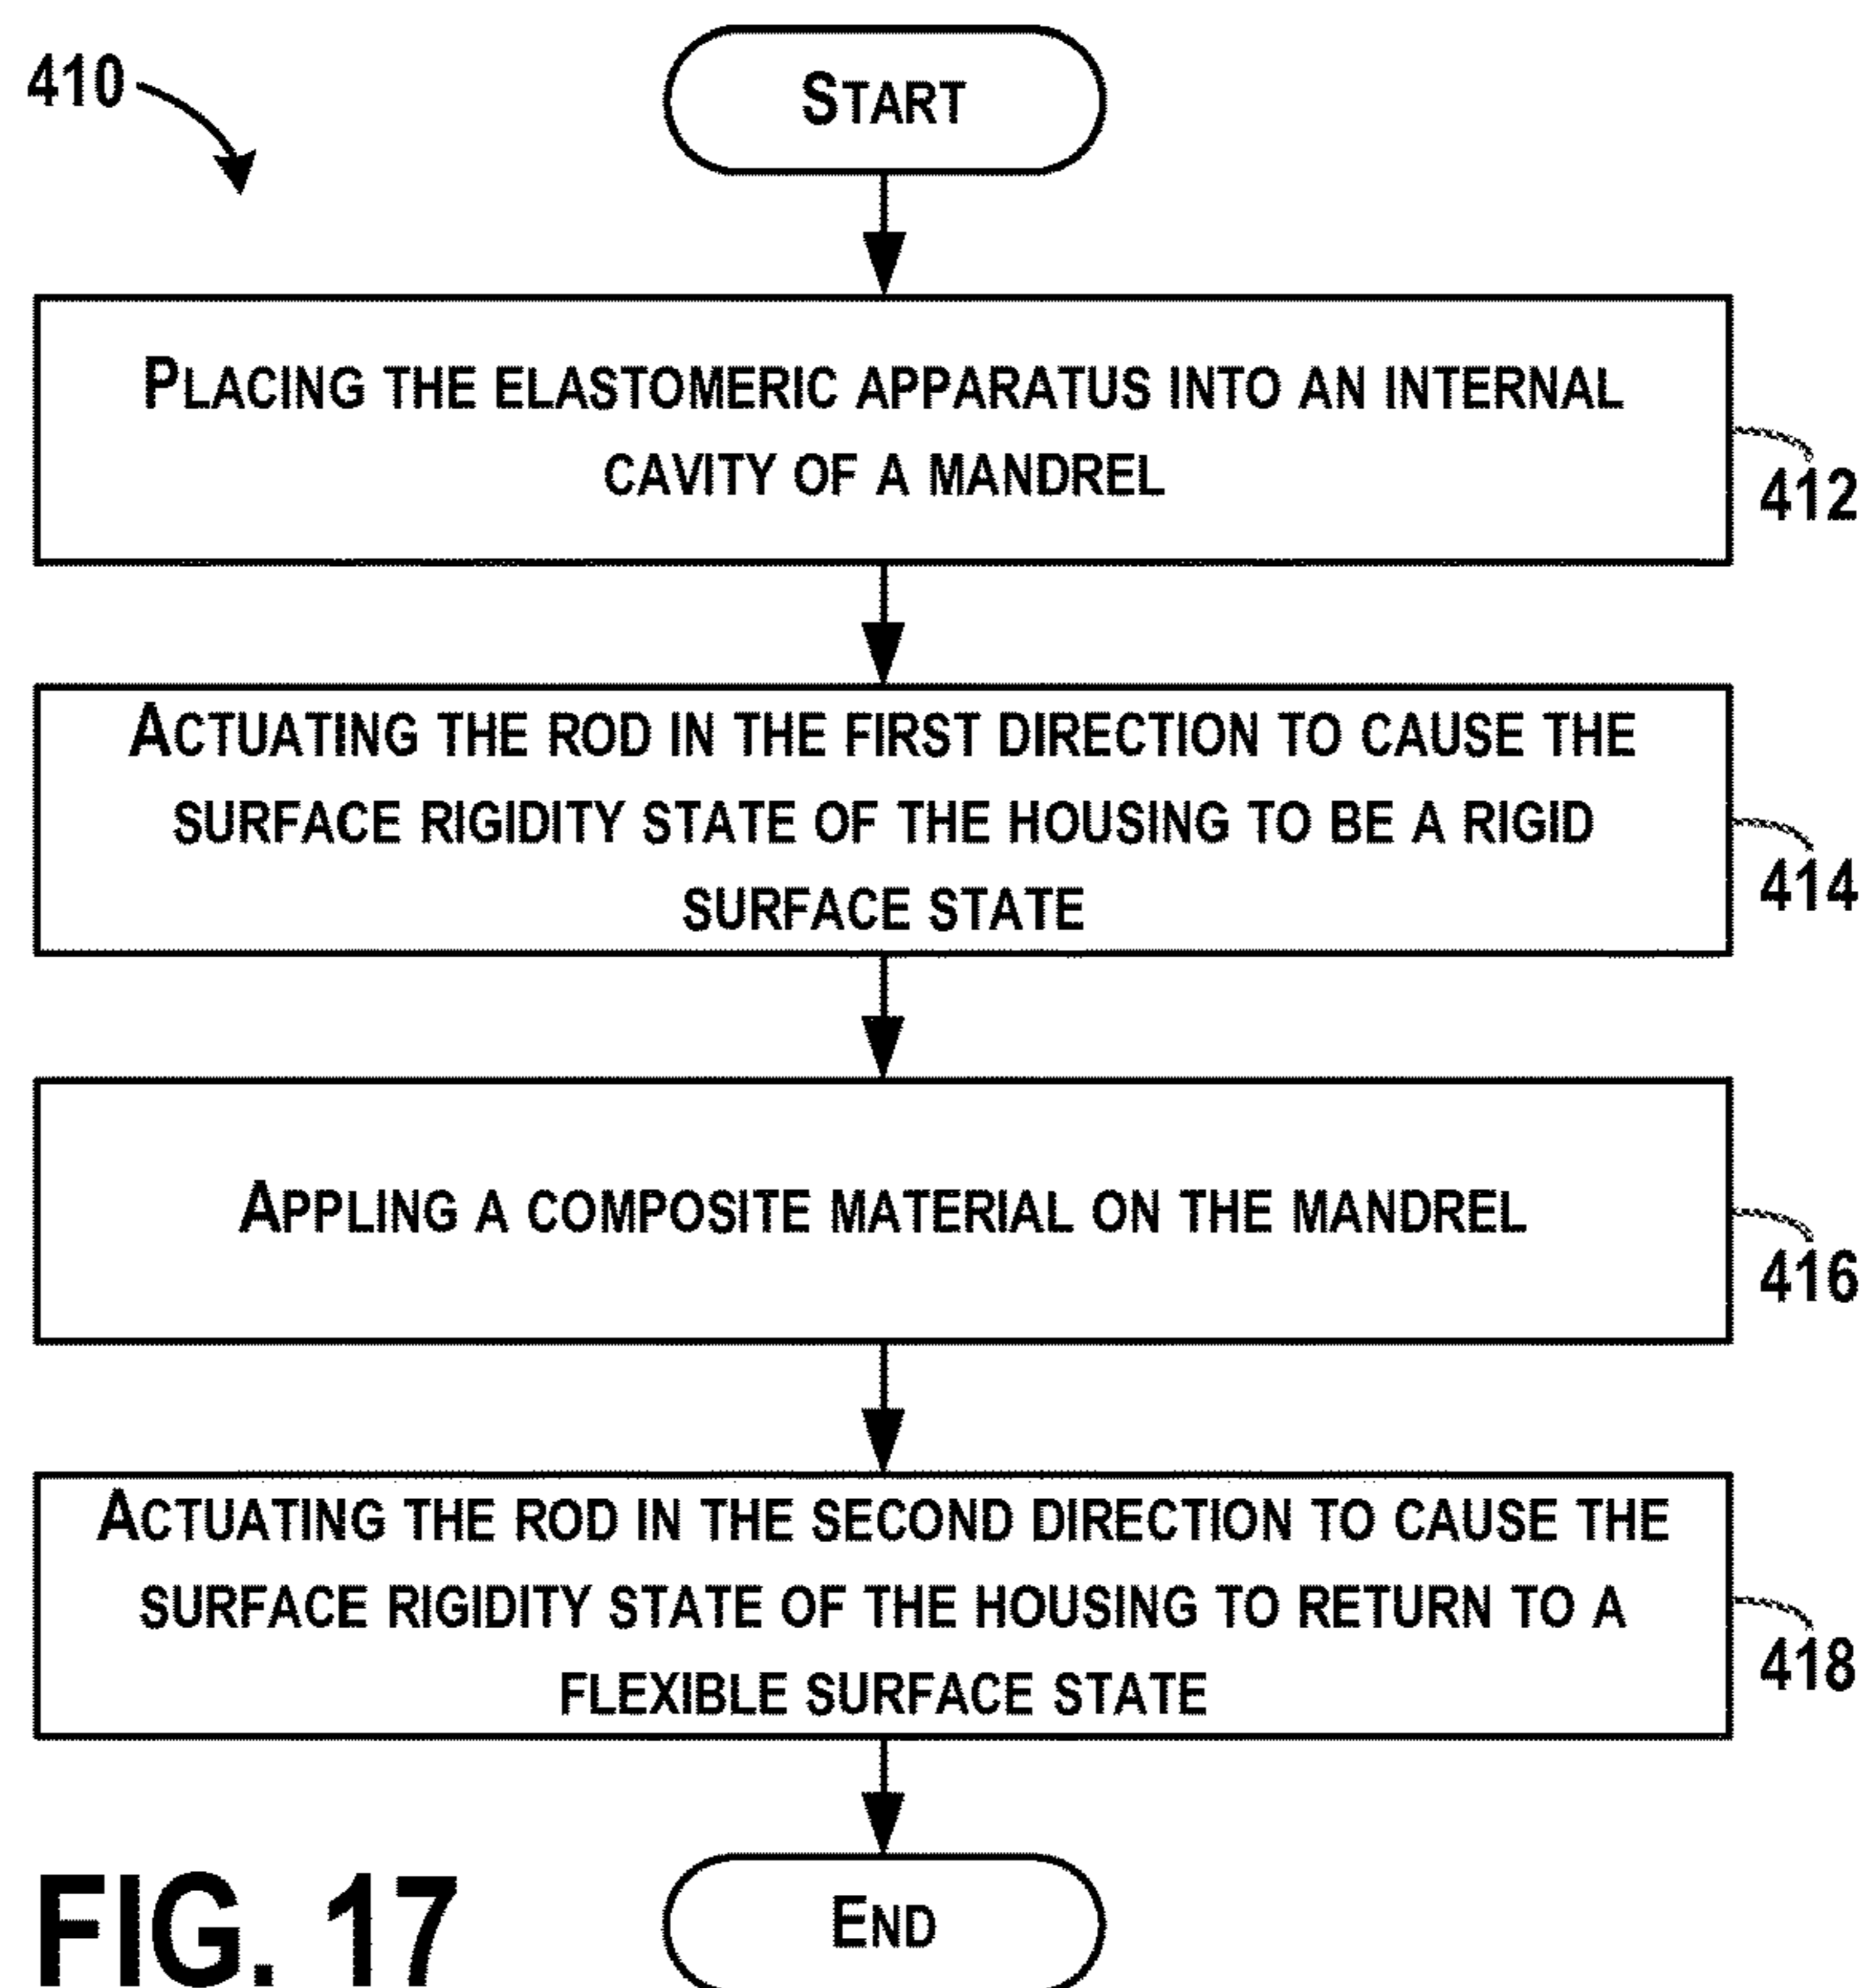 410
START
PLACING THE ELASTOMERIC APPARATUS INTO AN INTERNAL
CAVITY OF A MANDREL
412
ACTUATING THE ROD IN THE FIRST DIRECTION TO CAUSE THE
SURFACE RIGIDITY STATE OF THE HOUSING TO BE A RIGID
SURFACE STATE
414
APPLING A COMPOSITE MATERIAL ON THE MANDREL
416
ACTUATING THE ROD IN THE SECOND DIRECTION TO CAUSE THE
SURFACE RIGIDITY STATE OF THE HOUSING TO RETURN TO A
FLEXIBLE SURFACE STATE
418
END
FIG. 17